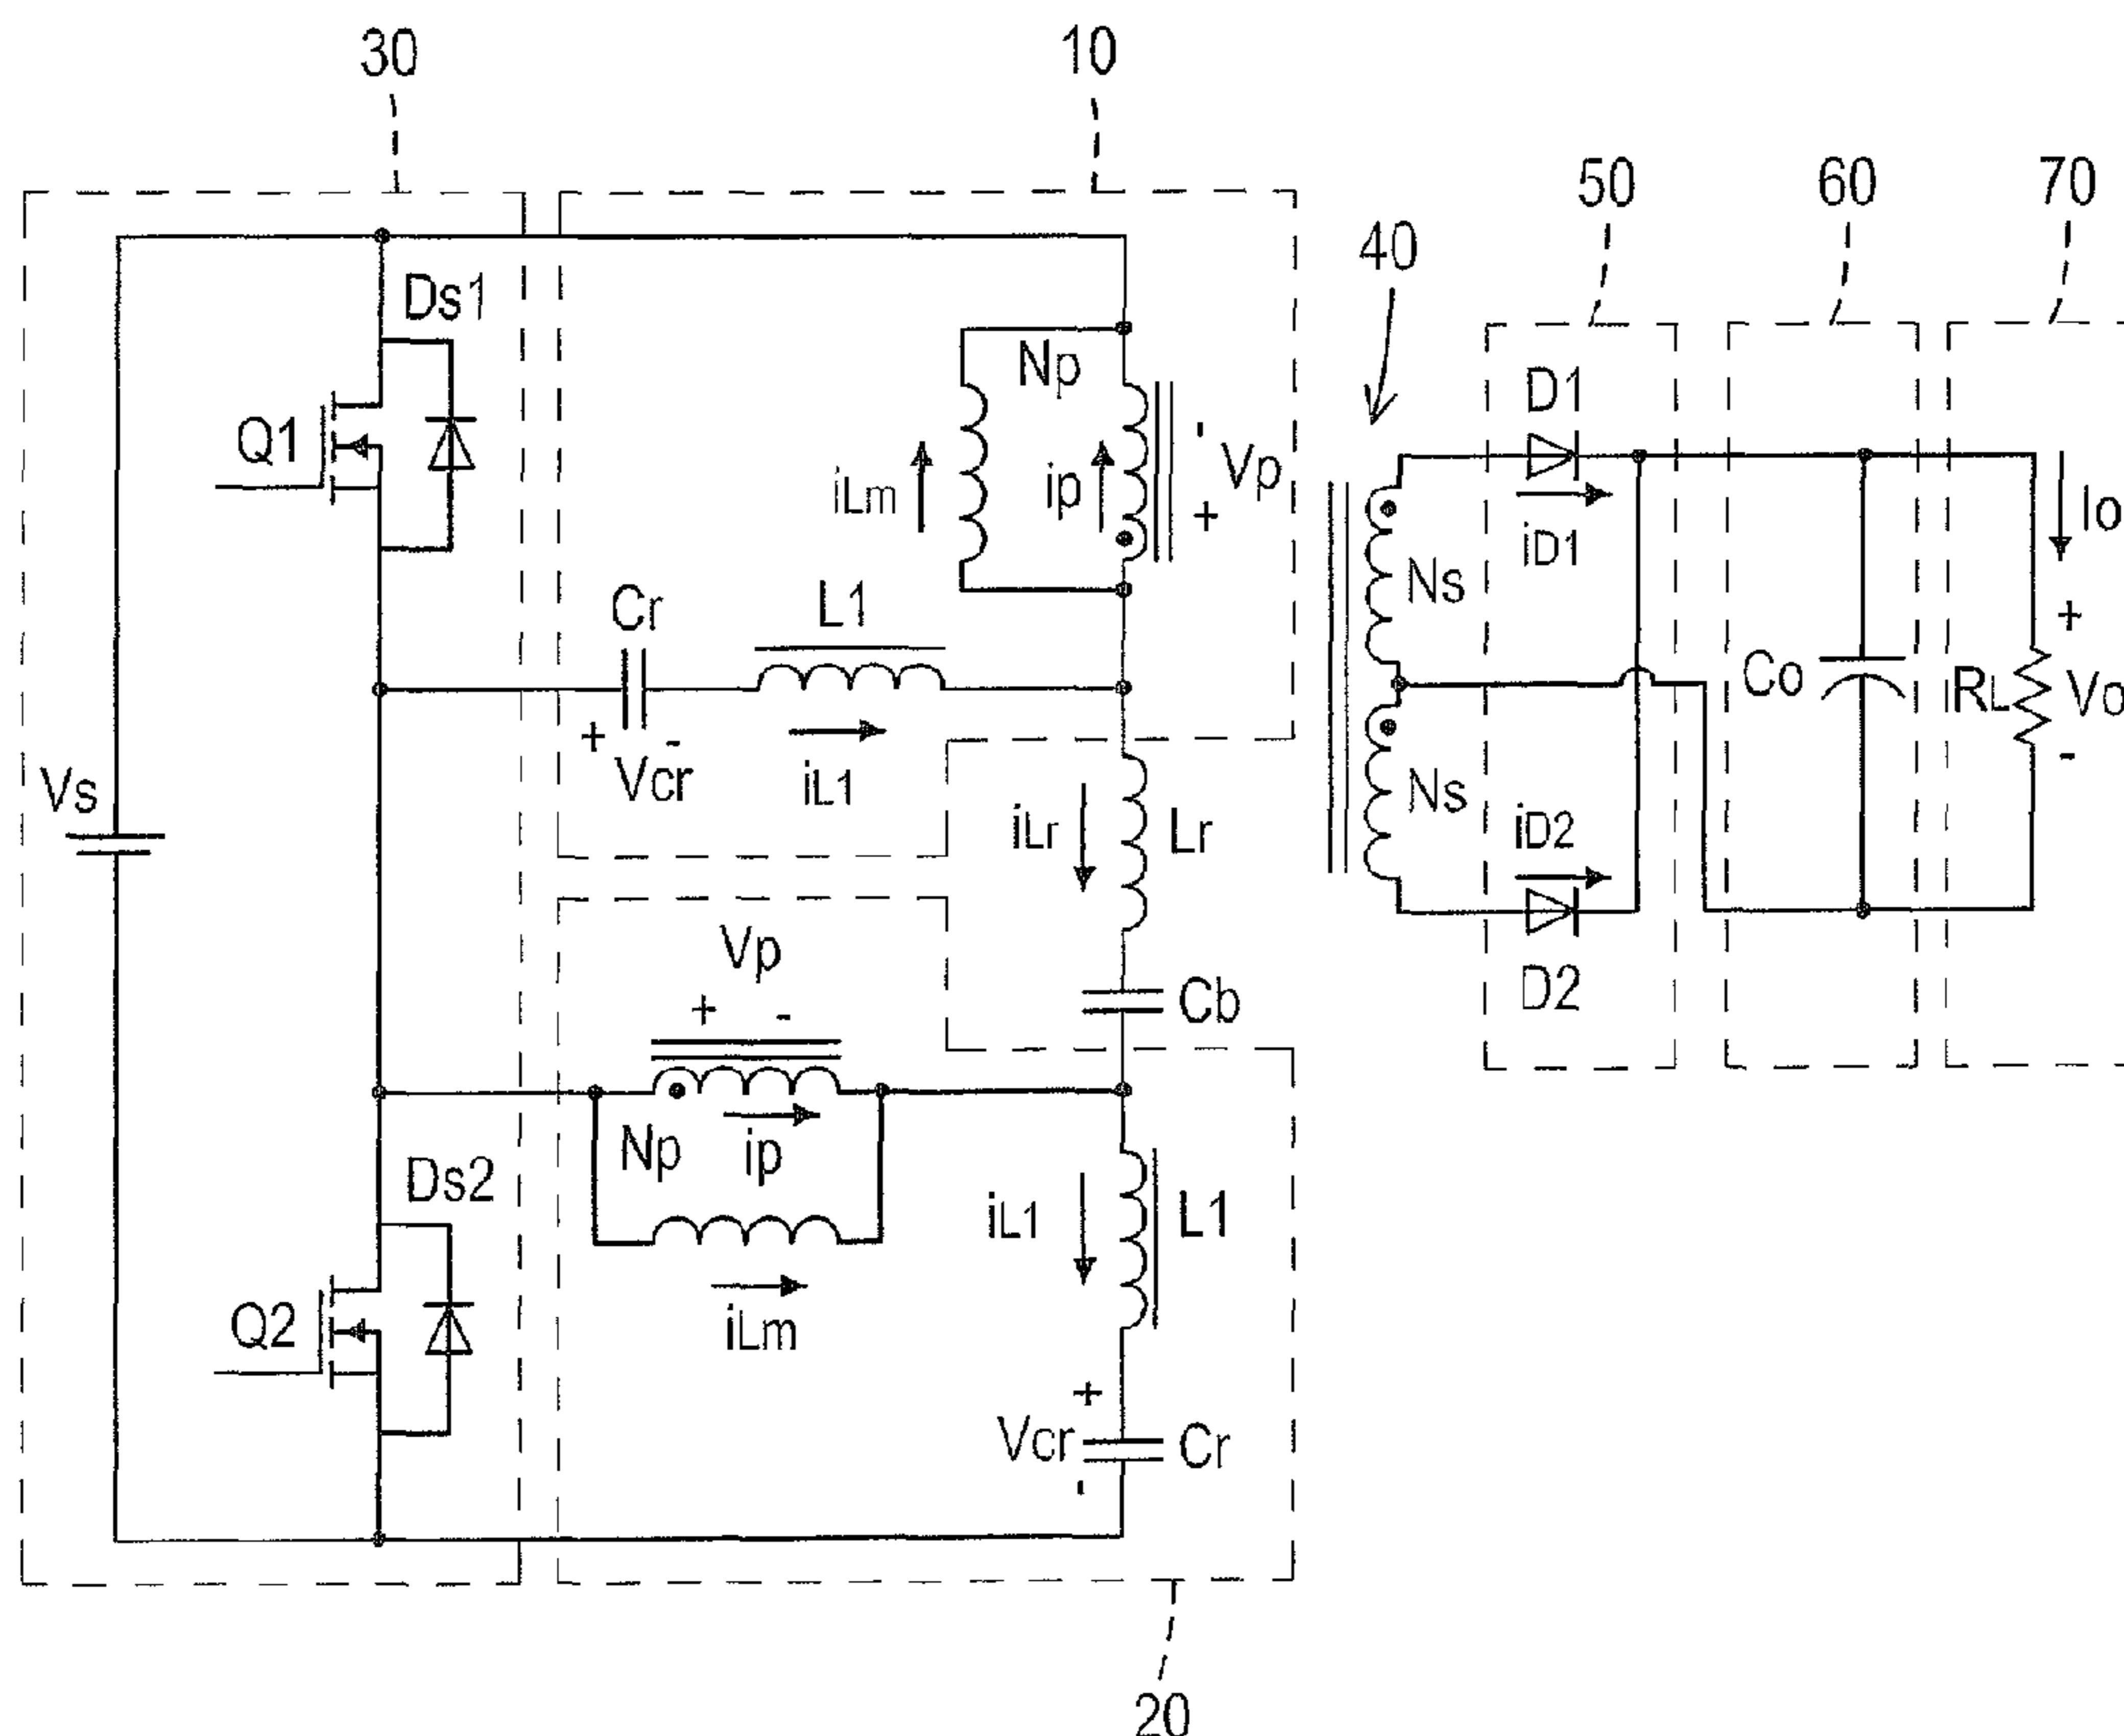 30
10
50
60
70
40
Ds1
Np
Q1
iLm
ip
-
Vp
+
D1
iD1
Io
Cr
L1
Ns
+
Co
RL
Vo
-
+
-
Vcr
iL1
Vs
iLr
Lr
Ns
iD2
D2
Vp
+
-
Cb
Np
ip
Ds2
iL1
L1
Q2
iLm
+
Vcr
Cr
-
20